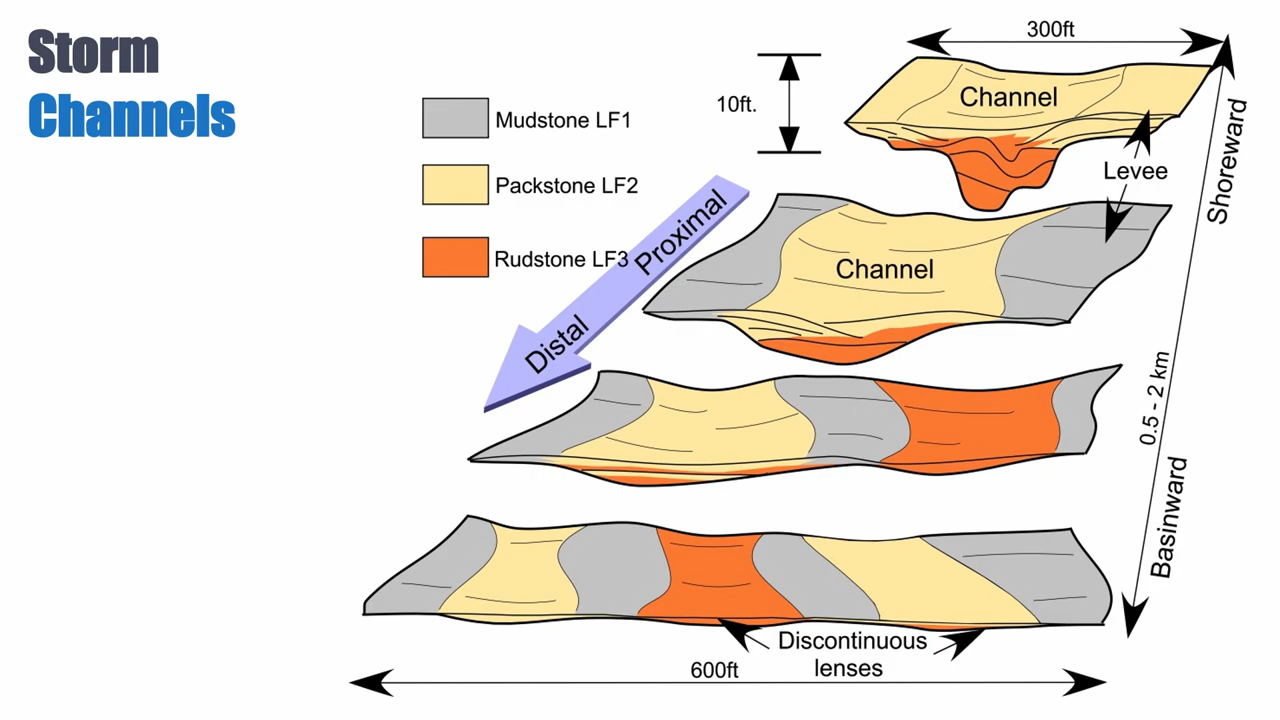 Storm
Channels
300ft
10ft.
Channel
Mudstone LF1
Packstone LF2
Rudstone LF3
Levee
Shoreward
Proximal
Distal
Channel
0.5 - 2 km
Basinward
Discontinuous
lenses
600ft